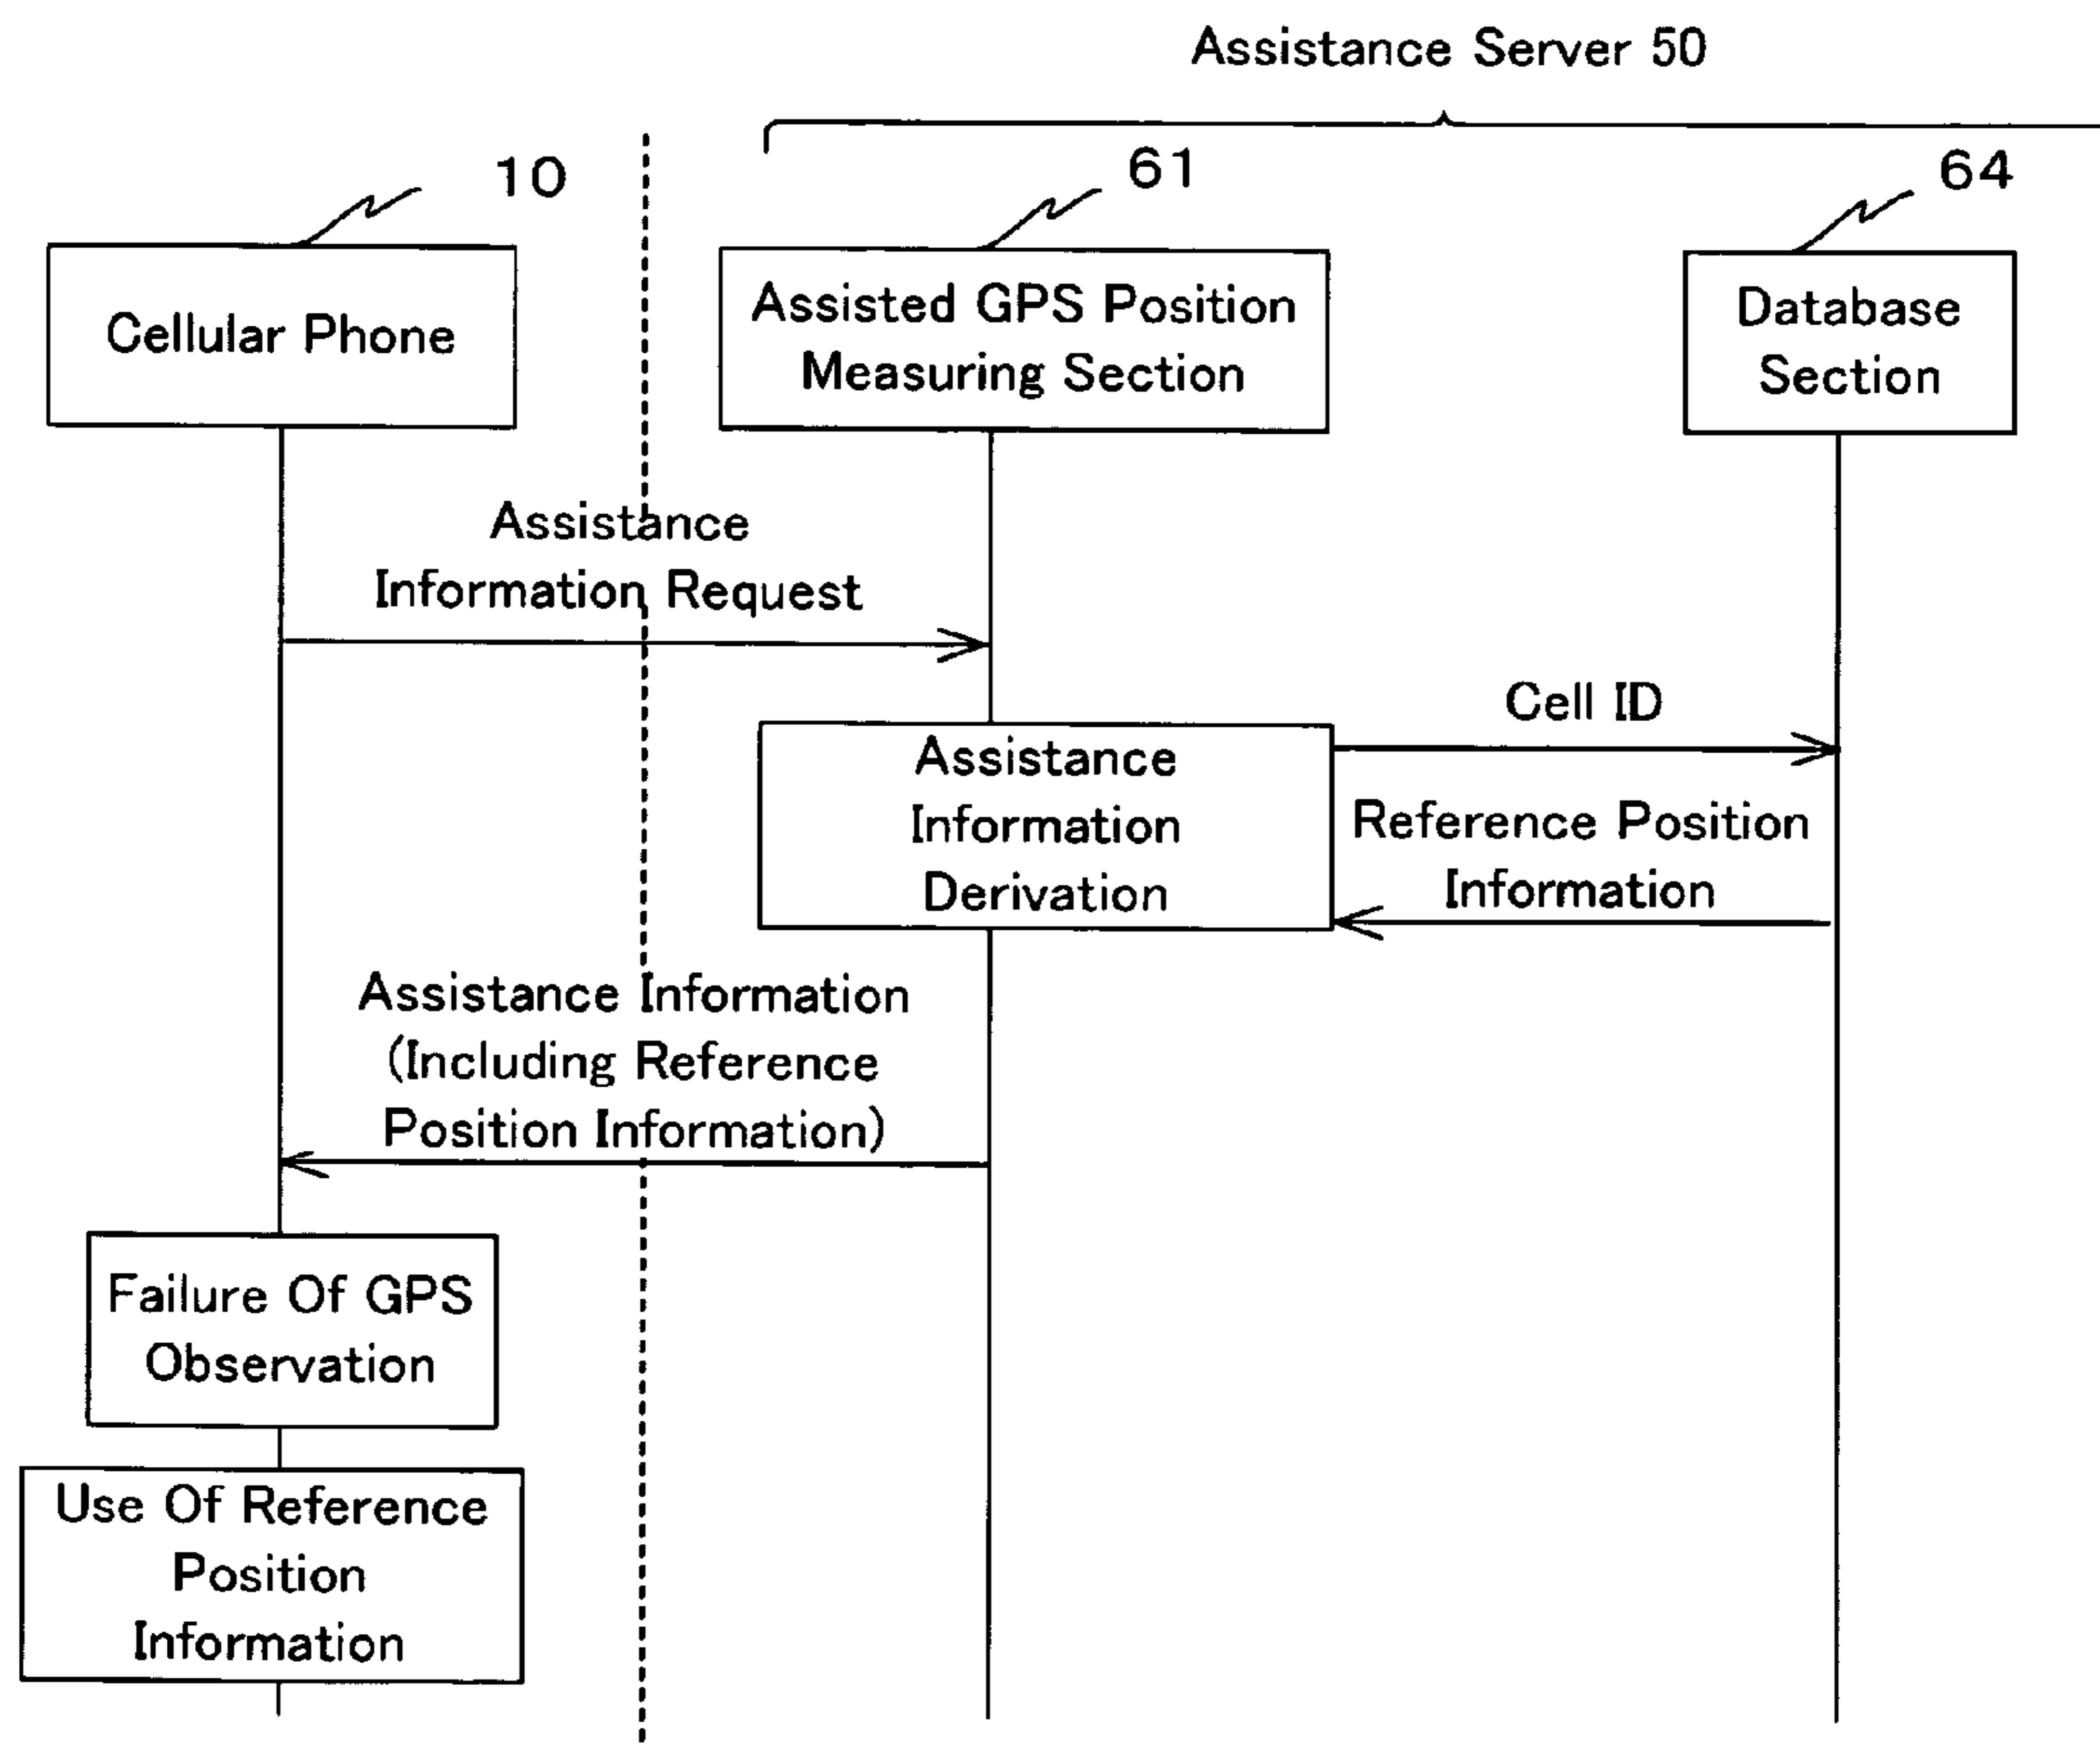 Assistance Server 50
10
61
64
Cellular Phone
Assisted GPS Position
Measuring Section
Database
Section
Assistance
Information Request
Cell ID
Assistance
Information
Derivation
Reference Position
Information
Assistance Information
(Including Reference
Position Information)
Failure Of GPS
Observation
Use Of Reference
Position
Information